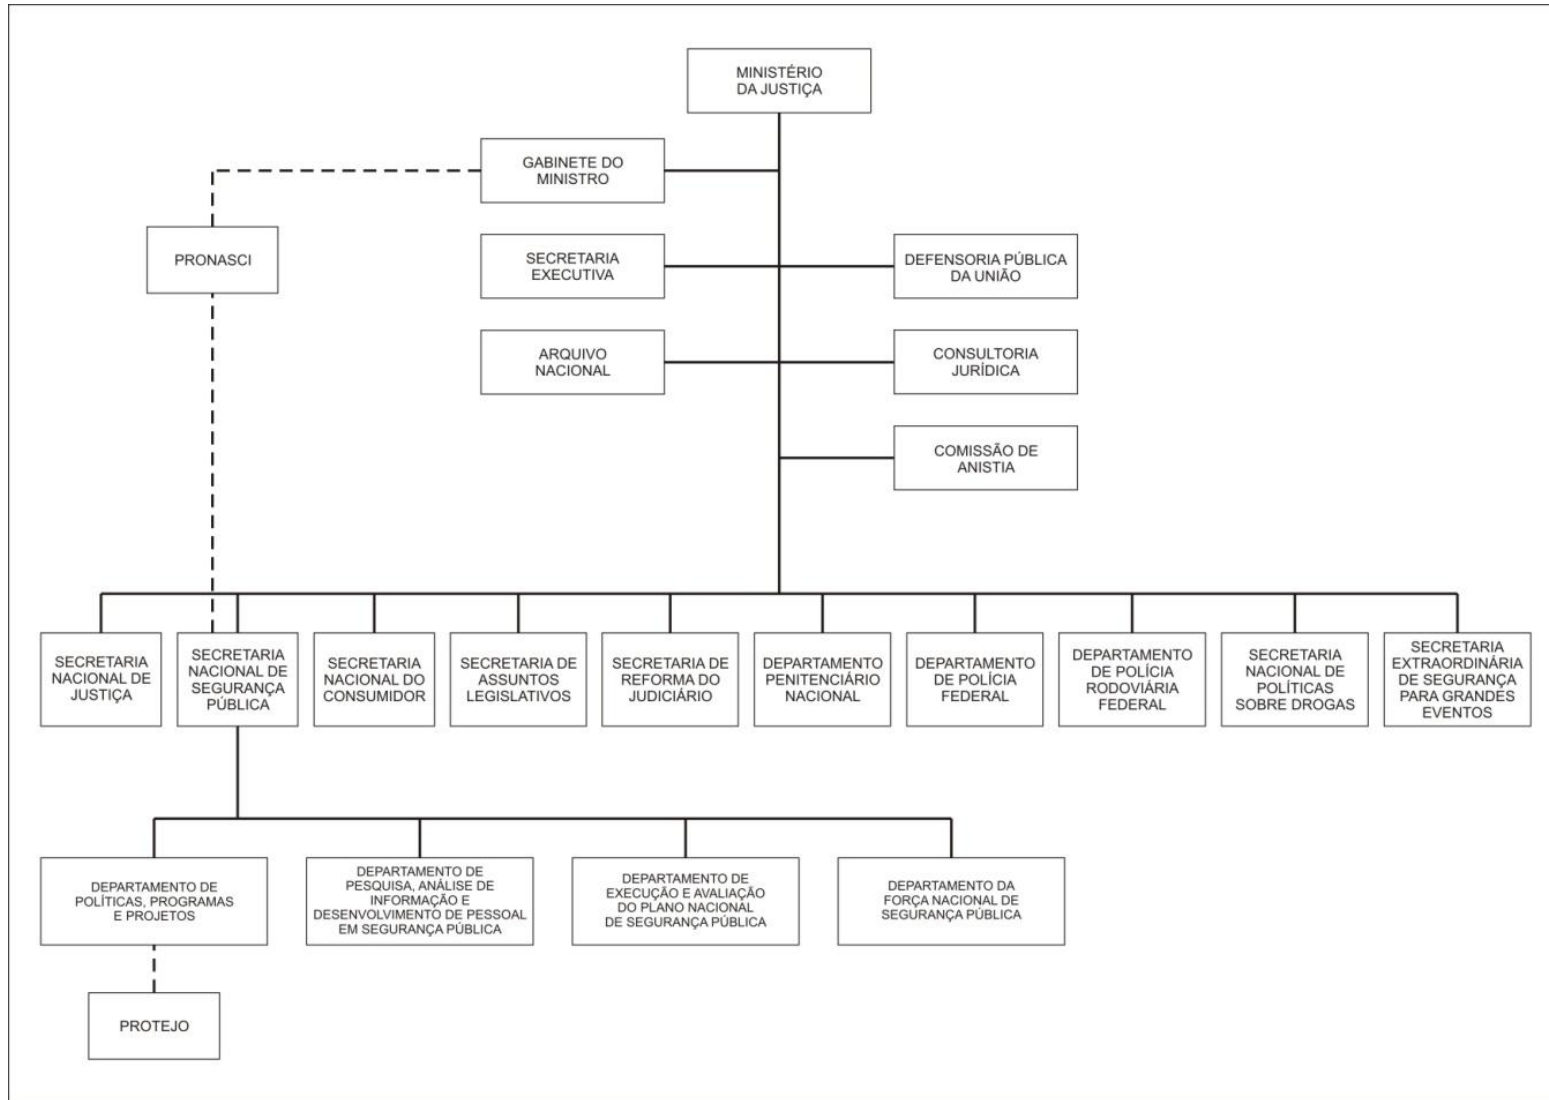 MINISTÉRIO
DA JUSTIÇA
GABINETE DO
MINISTRO
PRONASCI
SECRETARIA
EXECUTIVA
DEFENSORIA PÚBLICA
DA UNIÃO
ARQUIVO
NACIONAL
CONSULTORIA
JURÍDICA
COMISSÃO DE
ANISTIA
SECRETARIA
NACIONAL DE
JUSTIÇA
SECRETARIA
NACIONAL DE
SEGURANÇA
PÚBLICA
SECRETARIA
NACIONAL DO
CONSUMIDOR
SECRETARIA DE
ASSUNTOS
LEGISLATIVOS
SECRETARIA DE
REFORMA DO
JUDICIÁRIO
DEPARTAMENTO
PENITENCIÁRIO
NACIONAL
DEPARTAMENTO
DE POLÍCIA
FEDERAL
DEPARTAMENTO
DE POLÍCIA
RODOVIÁRIA
FEDERAL
SECRETARIA
NACIONAL DE
POLÍTICAS
SOBRE DROGAS
SECRETARIA
EXTRAORDINÁRIA
DE SEGURANÇA
PARA GRANDES
EVENTOS
DEPARTAMENTO DE
POLÍTICAS, PROGRAMAS
E PROJETOS
DEPARTAMENTO DE
PESQUISA, ANÁLISE DE
INFORMAÇÃO E
DESENVOLVIMENTO DE PESSOAL
EM SEGURANÇA PÚBLICA
DEPARTAMENTO DE
EXECUÇÃO E AVALIAÇÃO
DO PLANO NACIONAL
DE SEGURANÇA PÚBLICA
DEPARTAMENTO DA
FORÇA NACIONAL DE
SEGURANÇA PÚBLICA
PROTEJO